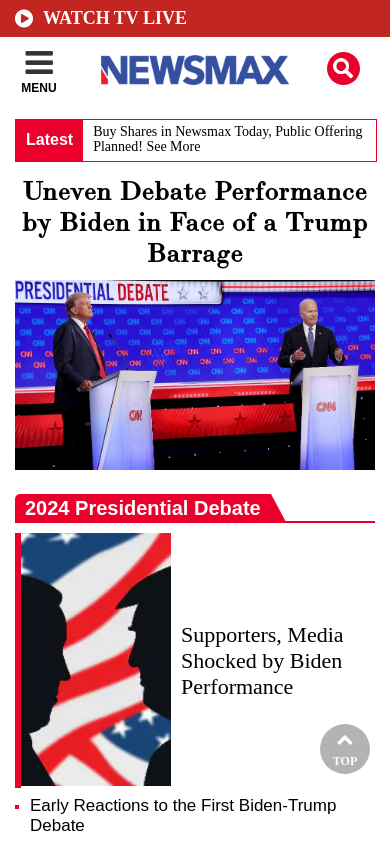 WATCH TV LIVE
MENU
NEWSMAX
Latest
Buy Shares in Newsmax Today, Public Offering
Planned! See More
Uneven Debate Performance
by Biden in Face of a Trump
Barrage
PRESIDENTIAL DEBATE
CNN
CNN
2024 Presidential Debate
Supporters, Media
Shocked by Biden
Performance
TOP
Early Reactions to the First Biden-Trump
Debate